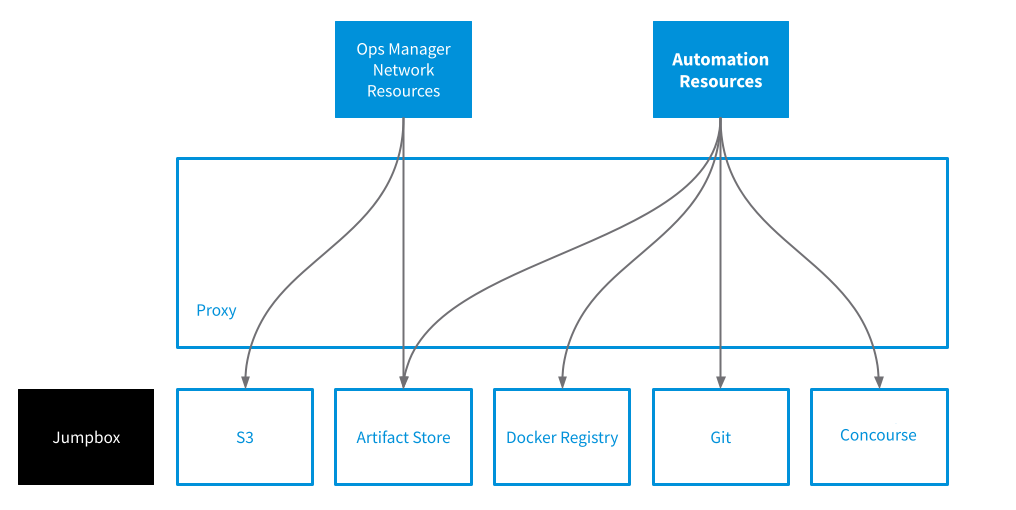 Ops Manager
Network
Resources
Automation
Resources
Proxy
Jumpbox
S3
Artifact Store
Docker Registry
Git
Concourse